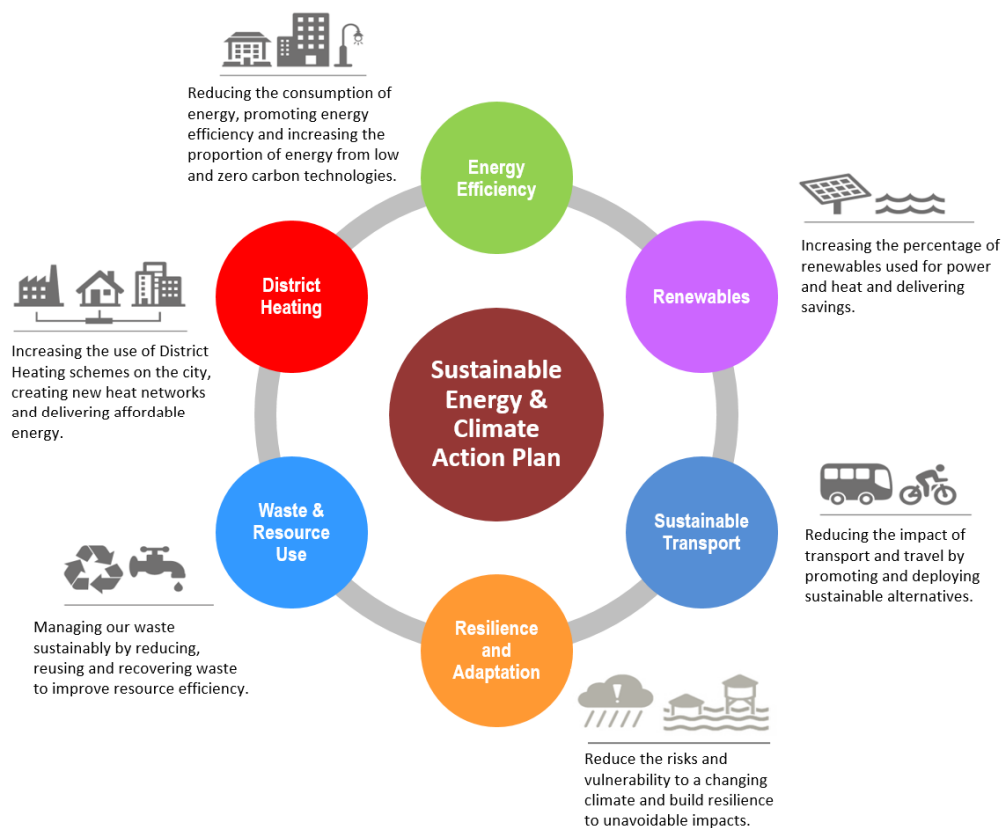 Reducing the consumption of
energy, promoting energy
efficiency and increasing the
proportion of energy from low
and zero carbon technologies.
Energy
Efficiency
Renewables
Increasing the percentage of
renewables used for power
and heat and delivering
savings.
District
Heating
Increasing the use of District
Heating schemes on the city,
creating new heat networks
and delivering affordable
energy.
Sustainable
Energy &
Climate
Action Plan
Waste &
Resource
Use
Managing our waste
sustainably by reducing,
reusing and recovering waste
to improve resource efficiency.
Sustainable
Transport
Reducing the impact of
transport and travel by
promoting and deploying
sustainable alternatives.
Resilience
and
Adaptation
!
Reduce the risks and
vulnerability to a changing
climate and build resilience
to unavoidable impacts.